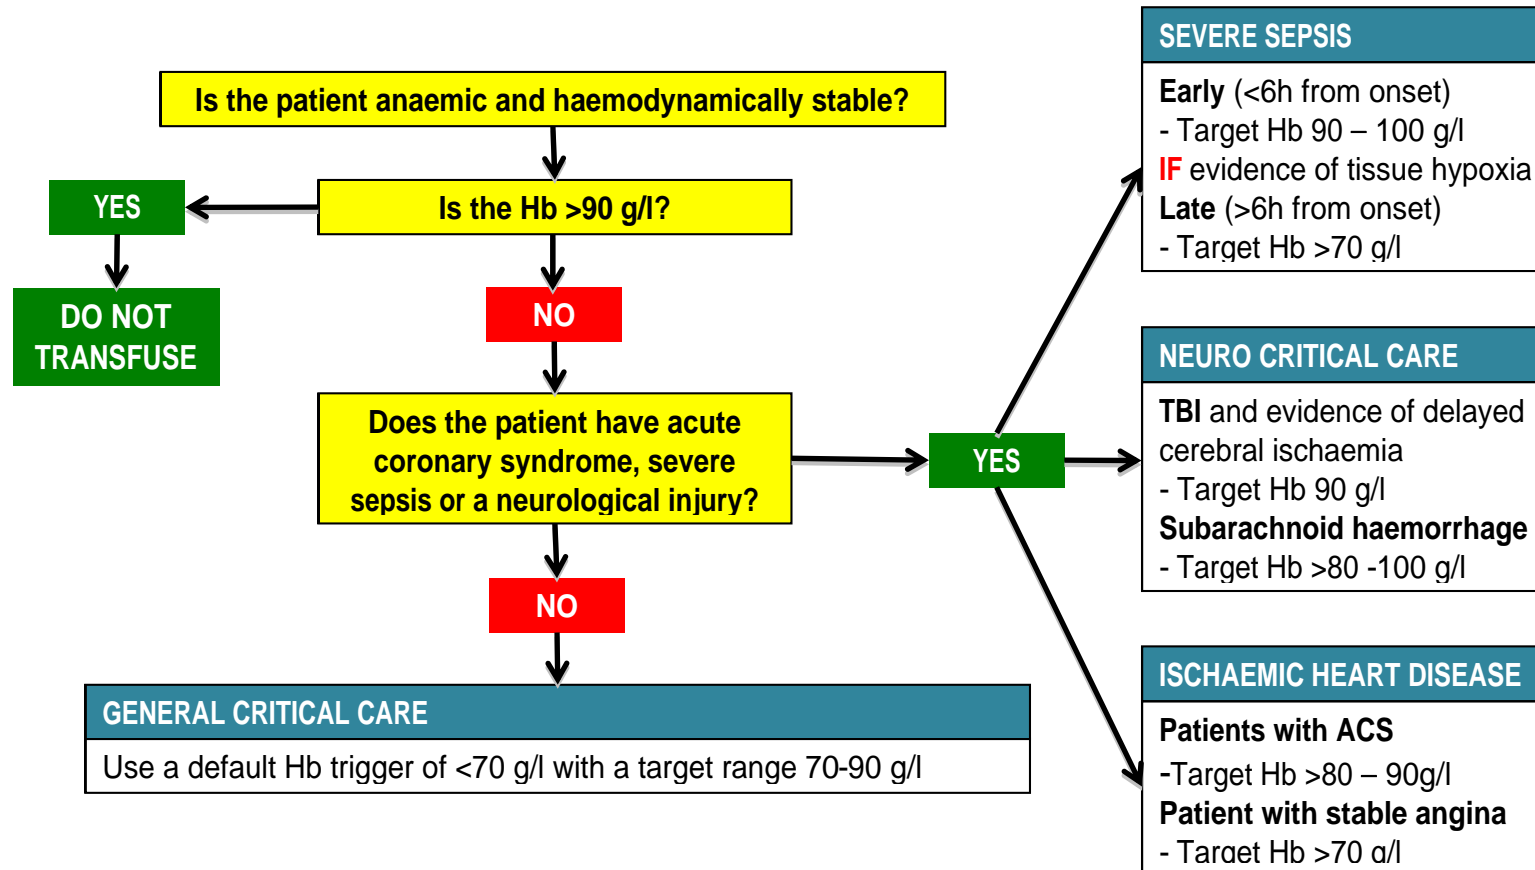 Is the patient anaemic and haemodynamically stable?
Is the Hb >90 g/l?
YES
DO NOT
TRANSFUSE
NO
Does the patient have acute
coronary syndrome, severe
sepsis or a neurological injury?
YES
NO
GENERAL CRITICAL CARE
Use a default Hb trigger of <70 g/l with a target range 70-90 g/l
SEVERE SEPSIS
Early (<6h from onset)
- Target Hb 90 – 100 g/l
IF evidence of tissue hypoxia
Late (>6h from onset)
- Target Hb >70 g/l
NEURO CRITICAL CARE
TBI and evidence of delayed
cerebral ischaemia
- Target Hb 90 g/l
Subarachnoid haemorrhage
- Target Hb >80 -100 g/l
ISCHAEMIC HEART DISEASE
Patients with ACS
-Target Hb >80 – 90g/l
Patient with stable angina
- Target Hb >70 g/l